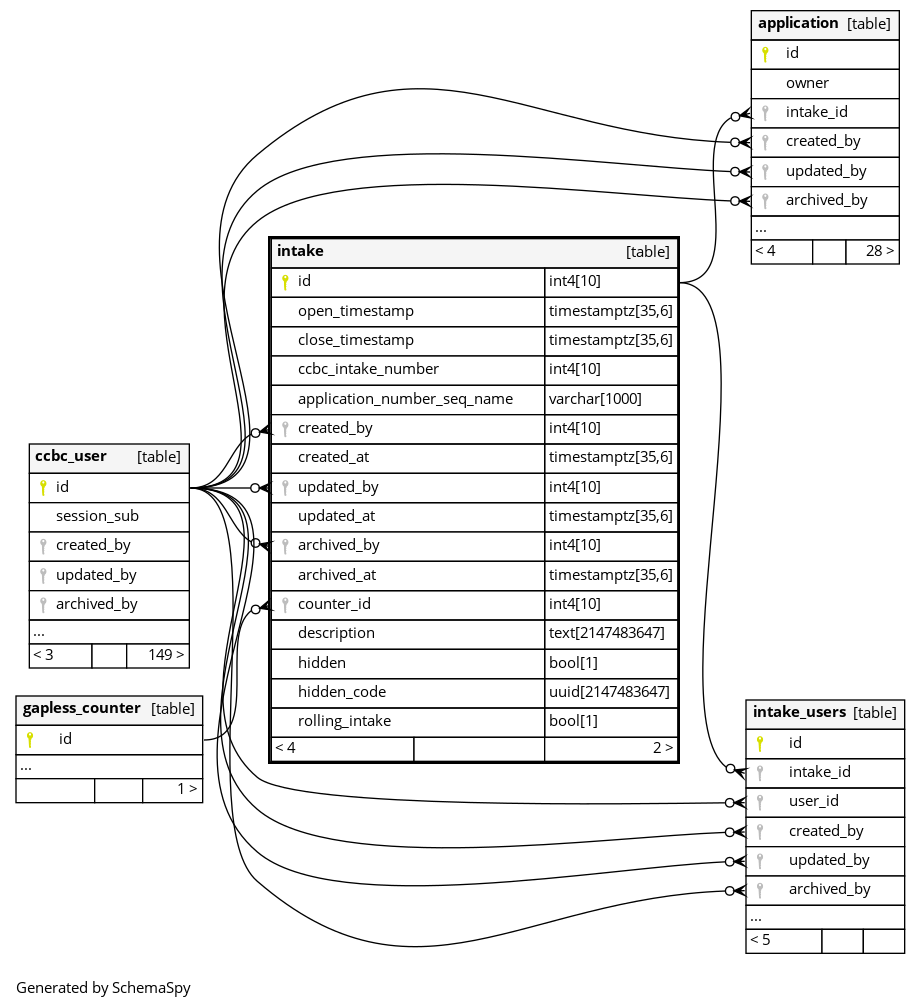 application [table]
id
owner
intake_id
created_by
updated_by
archived_by
...
< 4 28 >
intake [table]
id int4[10]
open_timestamp timestamptz[35,6]
close_timestamp timestamptz[35,6]
ccbc_intake_number int4[10]
application_number_seq_name varchar[1000]
created_by int4[10]
created_at timestamptz[35,6]
updated_by int4[10]
updated_at timestamptz[35,6]
archived_by int4[10]
archived_at timestamptz[35,6]
counter_id int4[10]
description text[2147483647]
hidden bool[1]
hidden_code uuid[2147483647]
rolling_intake bool[1]
< 4 2 >
ccbc_user [table]
id
session_sub
created_by
updated_by
archived_by
...
< 3 149 >
gapless_counter [table]
id
...
1 >
intake_users [table]
id
intake_id
user_id
created_by
updated_by
archived_by
...
< 5
Generated by SchemaSpy